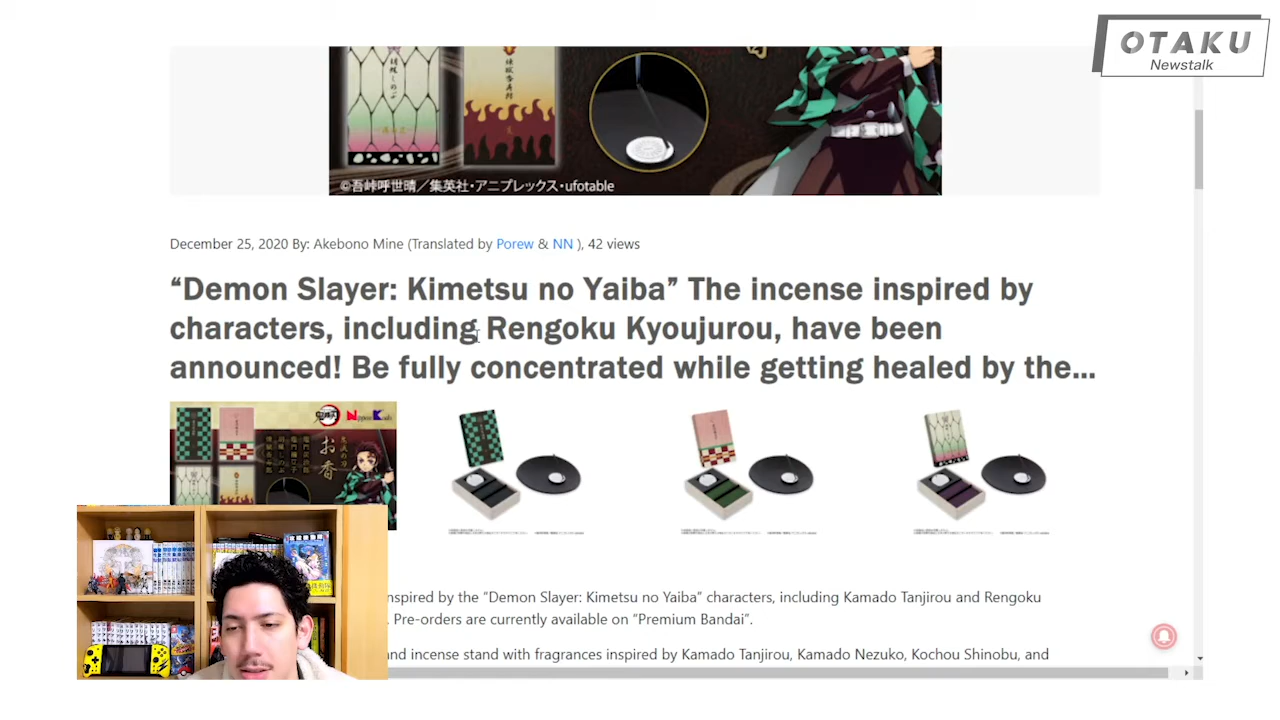 OTAKU
Newstalk
©吾峠呼世晴／集英社・アニプレックス・ufotable
December 25, 2020 By: Akebono Mine (Translated by Porew & NN ), 42 views
“Demon Slayer: Kimetsu no Yaiba” The incense inspired by
characters, including Rengoku Kyoujurou, have been
announced! Be fully concentrated while getting healed by the...
お香
nspired by the “Demon Slayer: Kimetsu no Yaiba” characters, including Kamado Tanjirou and Rengoku
. Pre-orders are currently available on “Premium Bandai”.
and incense stand with fragrances inspired by Kamado Tanjirou, Kamado Nezuko, Kochou Shinobu, and